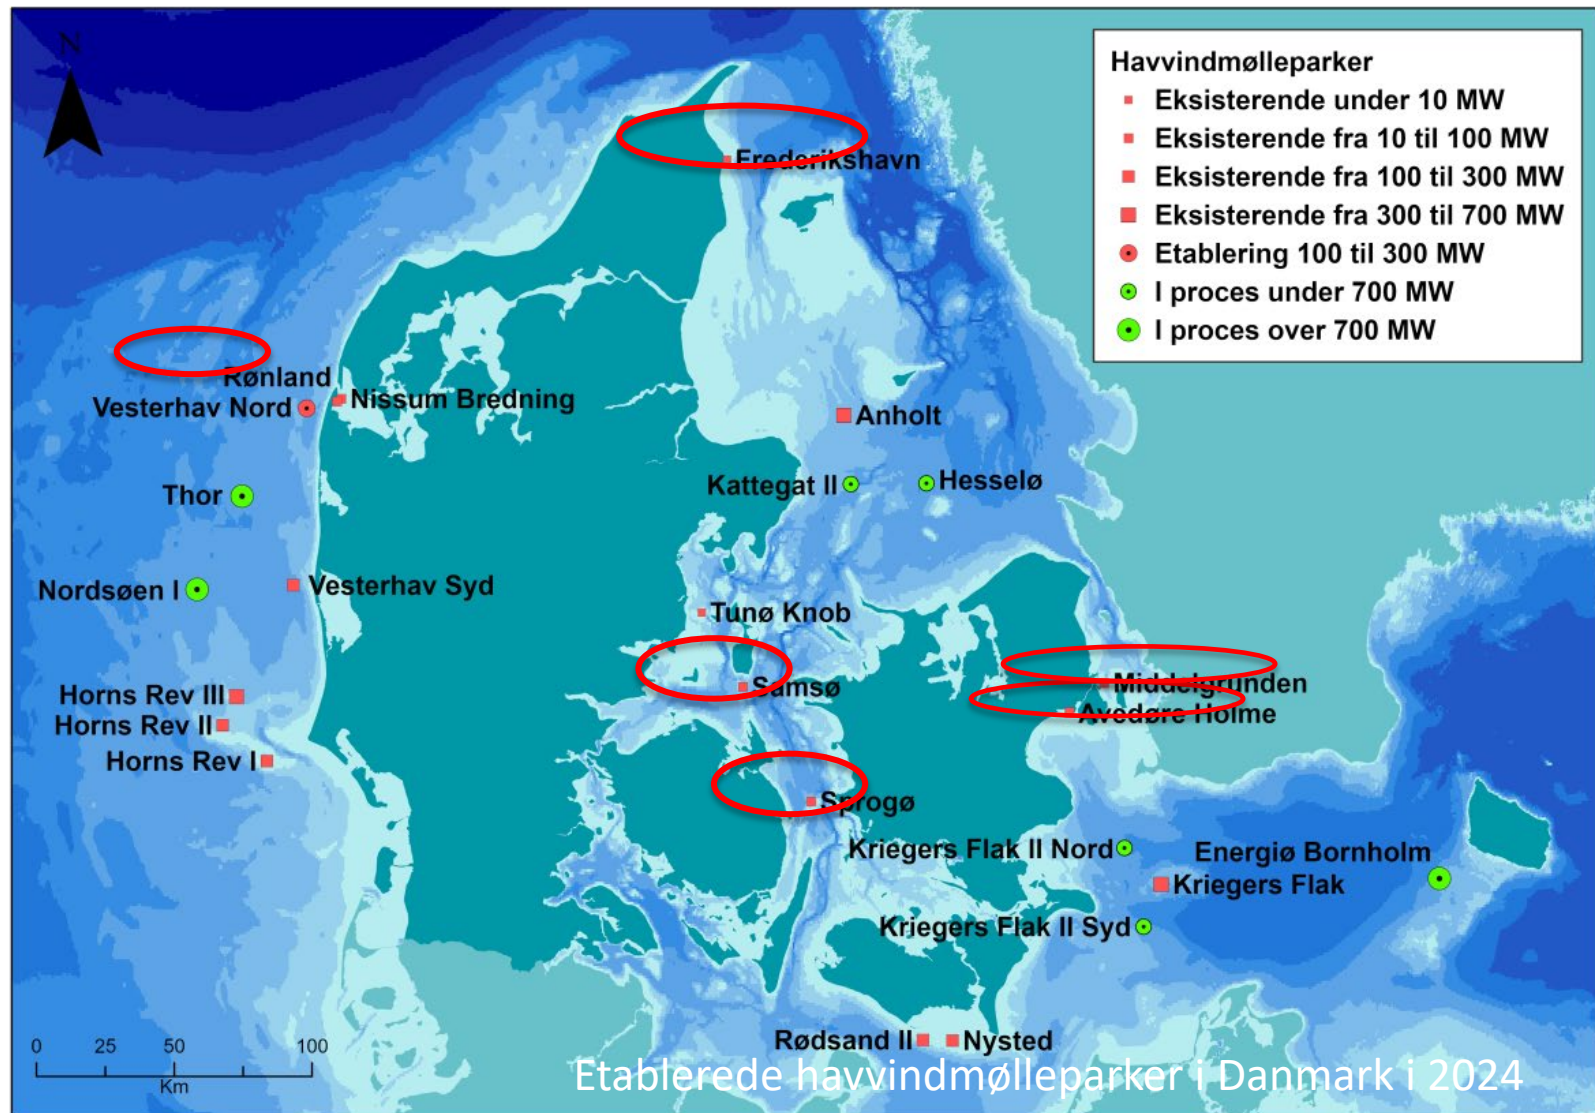 N
Havvindmølleparker
Eksisterende under 10 MW
Eksisterende fra 10 til 100 MW
Eksisterende fra 100 til 300 MW
Eksisterende fra 300 til 700 MW
Etablering 100 til 300 MW
I proces under 700 MW
I proces over 700 MW
Frederikshavn
Rønland
Vesterhav Nord
Nissum Bredning
Anholt
Kattegat II
Hesselø
Thor
Nordsøen I
Vesterhav Syd
Tunø Knob
Samsø
Middelgrunden
Avedøre Holme
Horns Rev III
Horns Rev II
Horns Rev I
Sprogø
Kriegers Flak II Nord
Energiø Bornholm
Kriegers Flak
Kriegers Flak II Syd
Rødsand II
Nysted
0 25 50 100
Km
Etablerede havvindmølleparker i Danmark i 2024